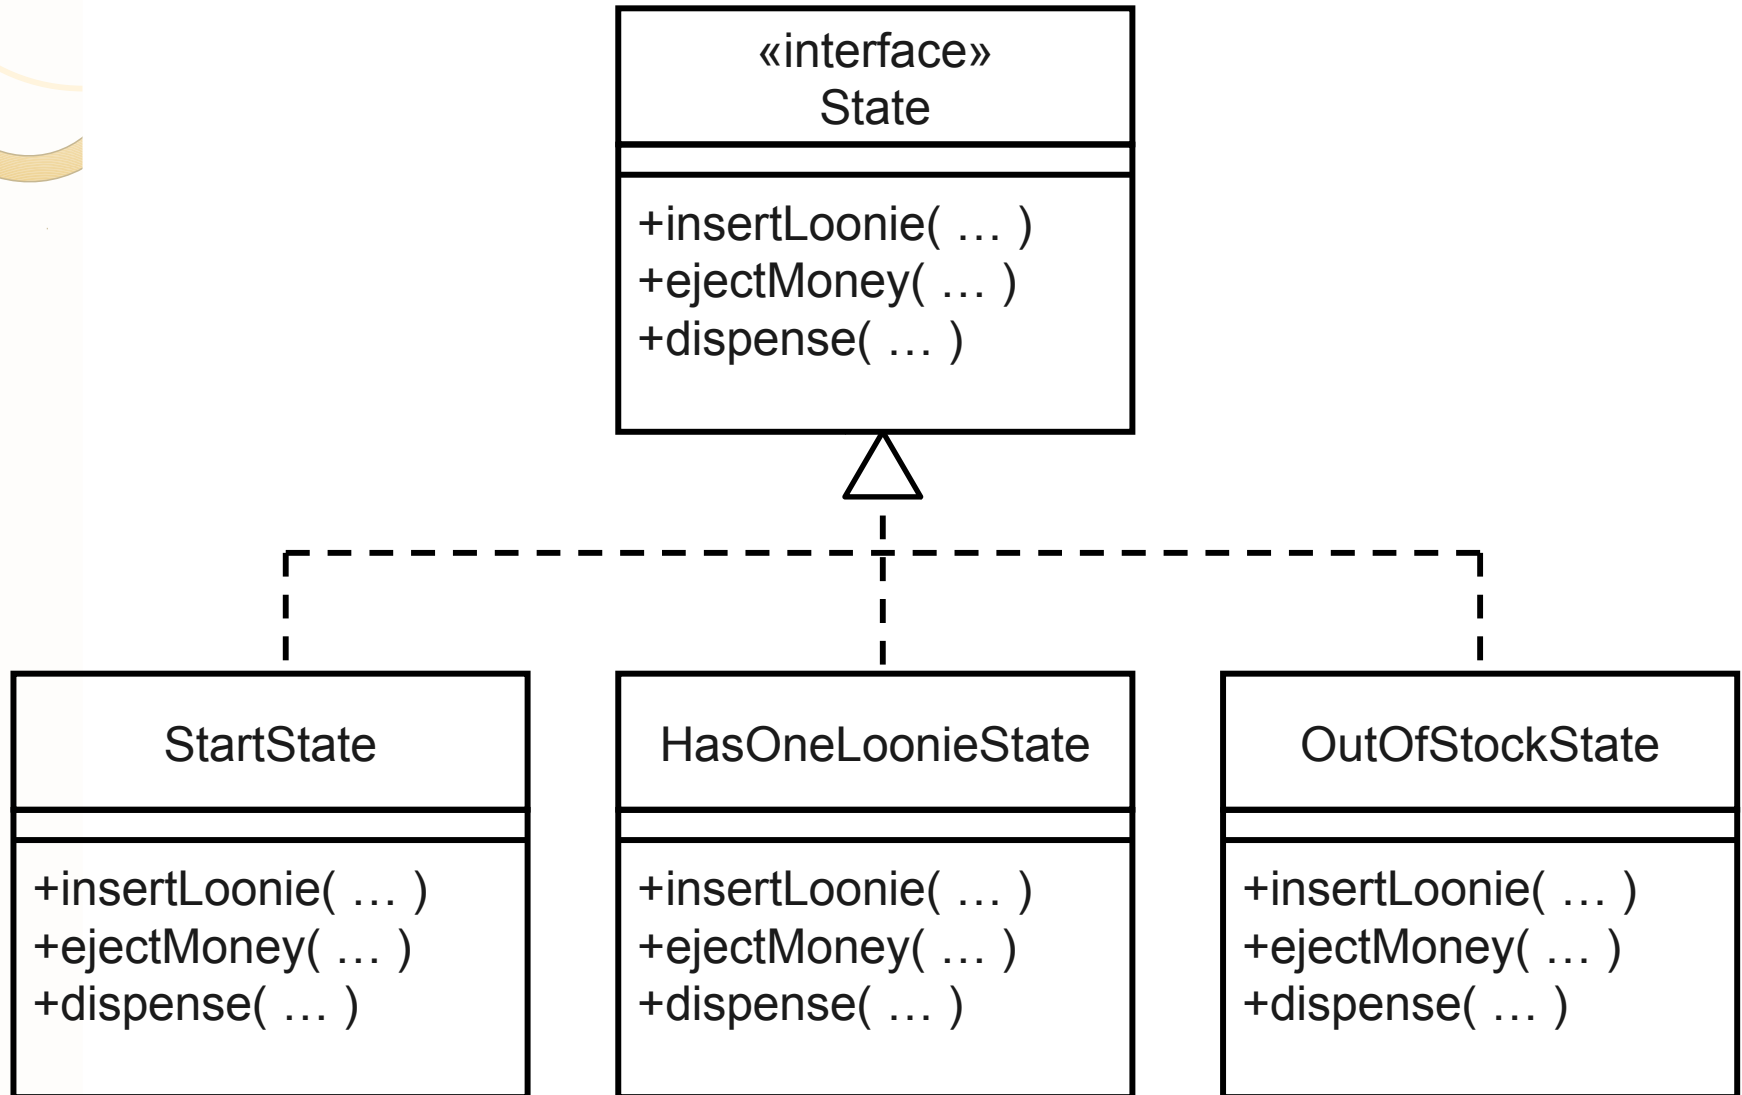 «interface»
State
+insertLoonie( … )
+ejectMoney( … )
+dispense( … )
StartState
+insertLoonie( … )
+ejectMoney( … )
+dispense( … )
HasOneLoonieState
+insertLoonie( … )
+ejectMoney( … )
+dispense( … )
OutOfStockState
+insertLoonie( … )
+ejectMoney( … )
+dispense( … )